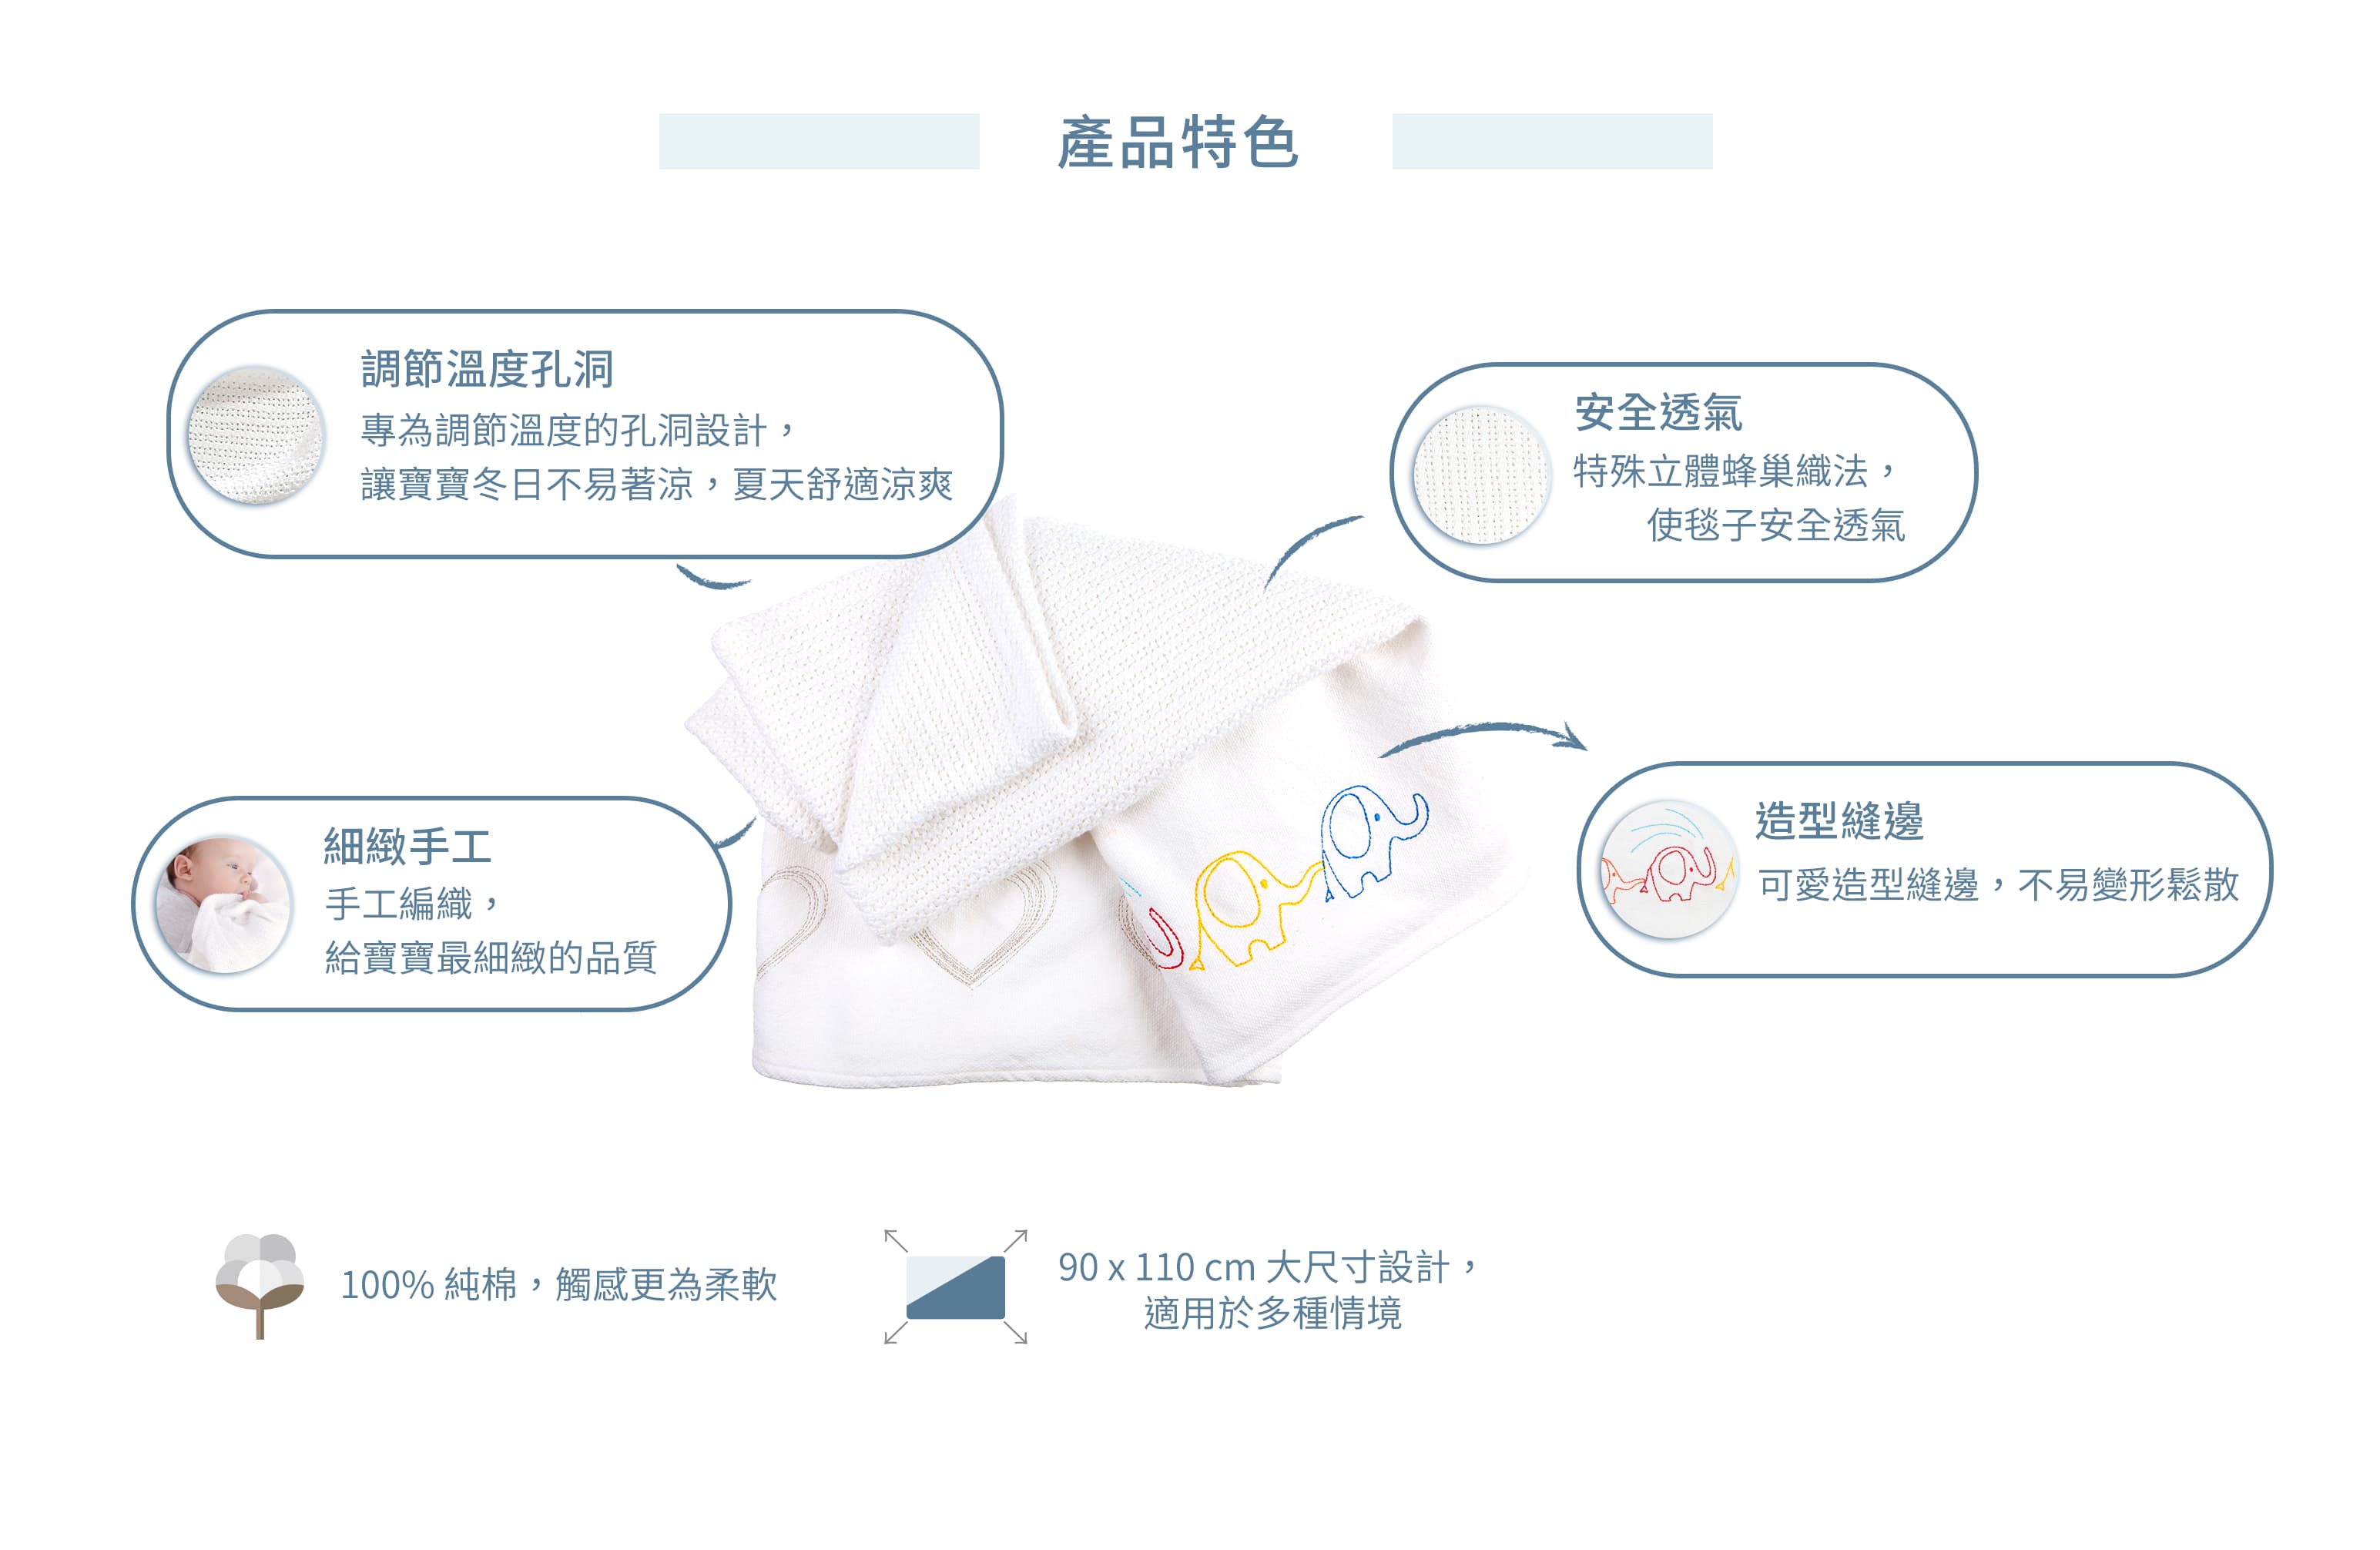 產品特色
調節溫度孔洞
專為調節溫度的孔洞設計，
讓寶寶冬日不易著涼，夏天舒適涼爽
安全透氣
特殊立體蜂巢織法，
使毯子安全透氣
細緻手工
手工編織，
給寶寶最細緻的品質
造型縫邊
可愛造型縫邊，不易變形鬆散
100% 純棉，觸感更為柔軟
90 x 110 cm 大尺寸設計，
適用於多種情境